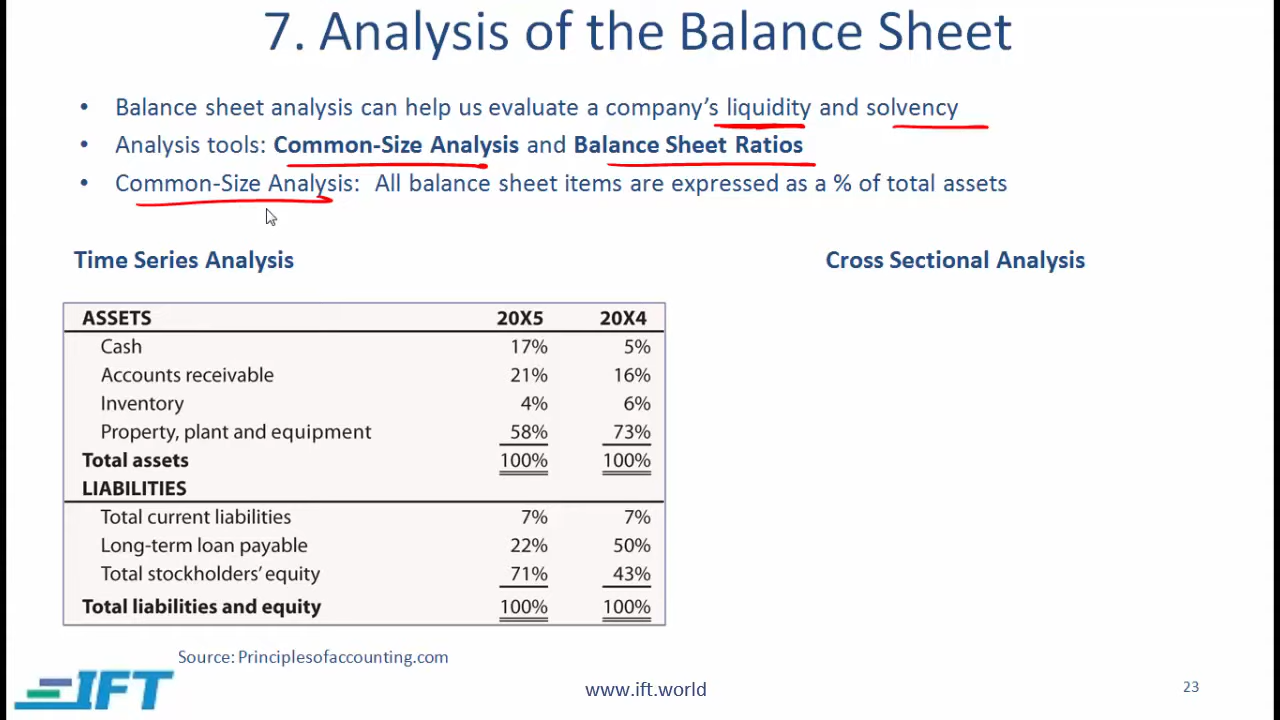 7. Analysis of the Balance Sheet
• Balance sheet analysis can help us evaluate a company's liquidity and solvency
• Analysis tools: Common-Size Analysis and Balance Sheet Ratios
• Common-Size Analysis: All balance sheet items are expressed as a % of total assets
Time Series Analysis
Cross Sectional Analysis
ASSETS 20X5 20X4
Cash 17% 5%
Accounts receivable 21% 16%
Inventory 4% 6%
Property, plant and equipment 58% 73%
Total assets 100% 100%
LIABILITIES
Total current liabilities 7% 7%
Long-term loan payable 22% 50%
Total stockholders' equity 71% 43%
Total liabilities and equity 100% 100%
Source: Principlesofaccounting.com
IFT
www.ift.world
23